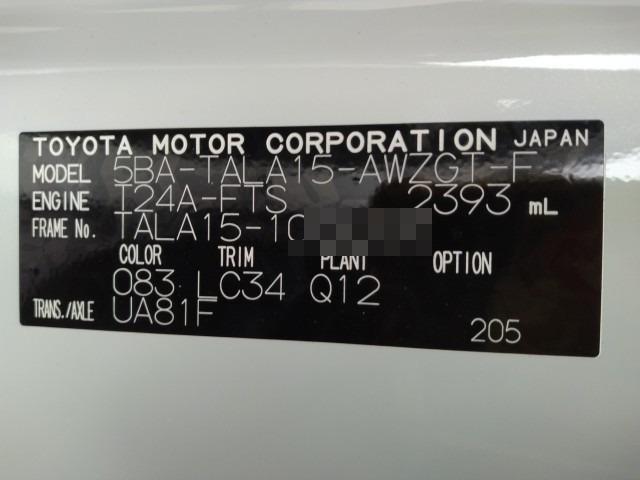 TOYOTA MOTOR CORPORATION JAPAN
MODEL 5BA-TALA15-AWZGT-F
ENGINE T24A-FTS 2393 mL
FRAME No. TALA15-10
COLOR TRIM PLANT OPTION
083 LC34 Q12
TRANS./AXLE UA81F
205